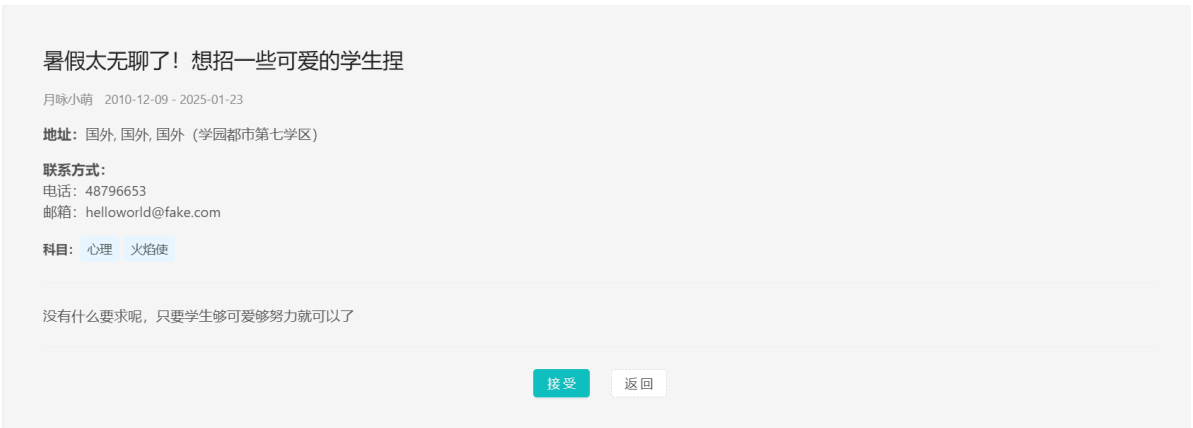 暑假太无聊了！想招一些可爱的学生捏
月咏小萌 2010-12-09 - 2025-01-23
地址：国外, 国外, 国外（学园都市第七学区）
联系方式：
电话：48796653
邮箱：helloworld@fake.com
科目： 心理 火焰使
没有什么要求呢，只要学生够可爱够努力就可以了
接受 返回